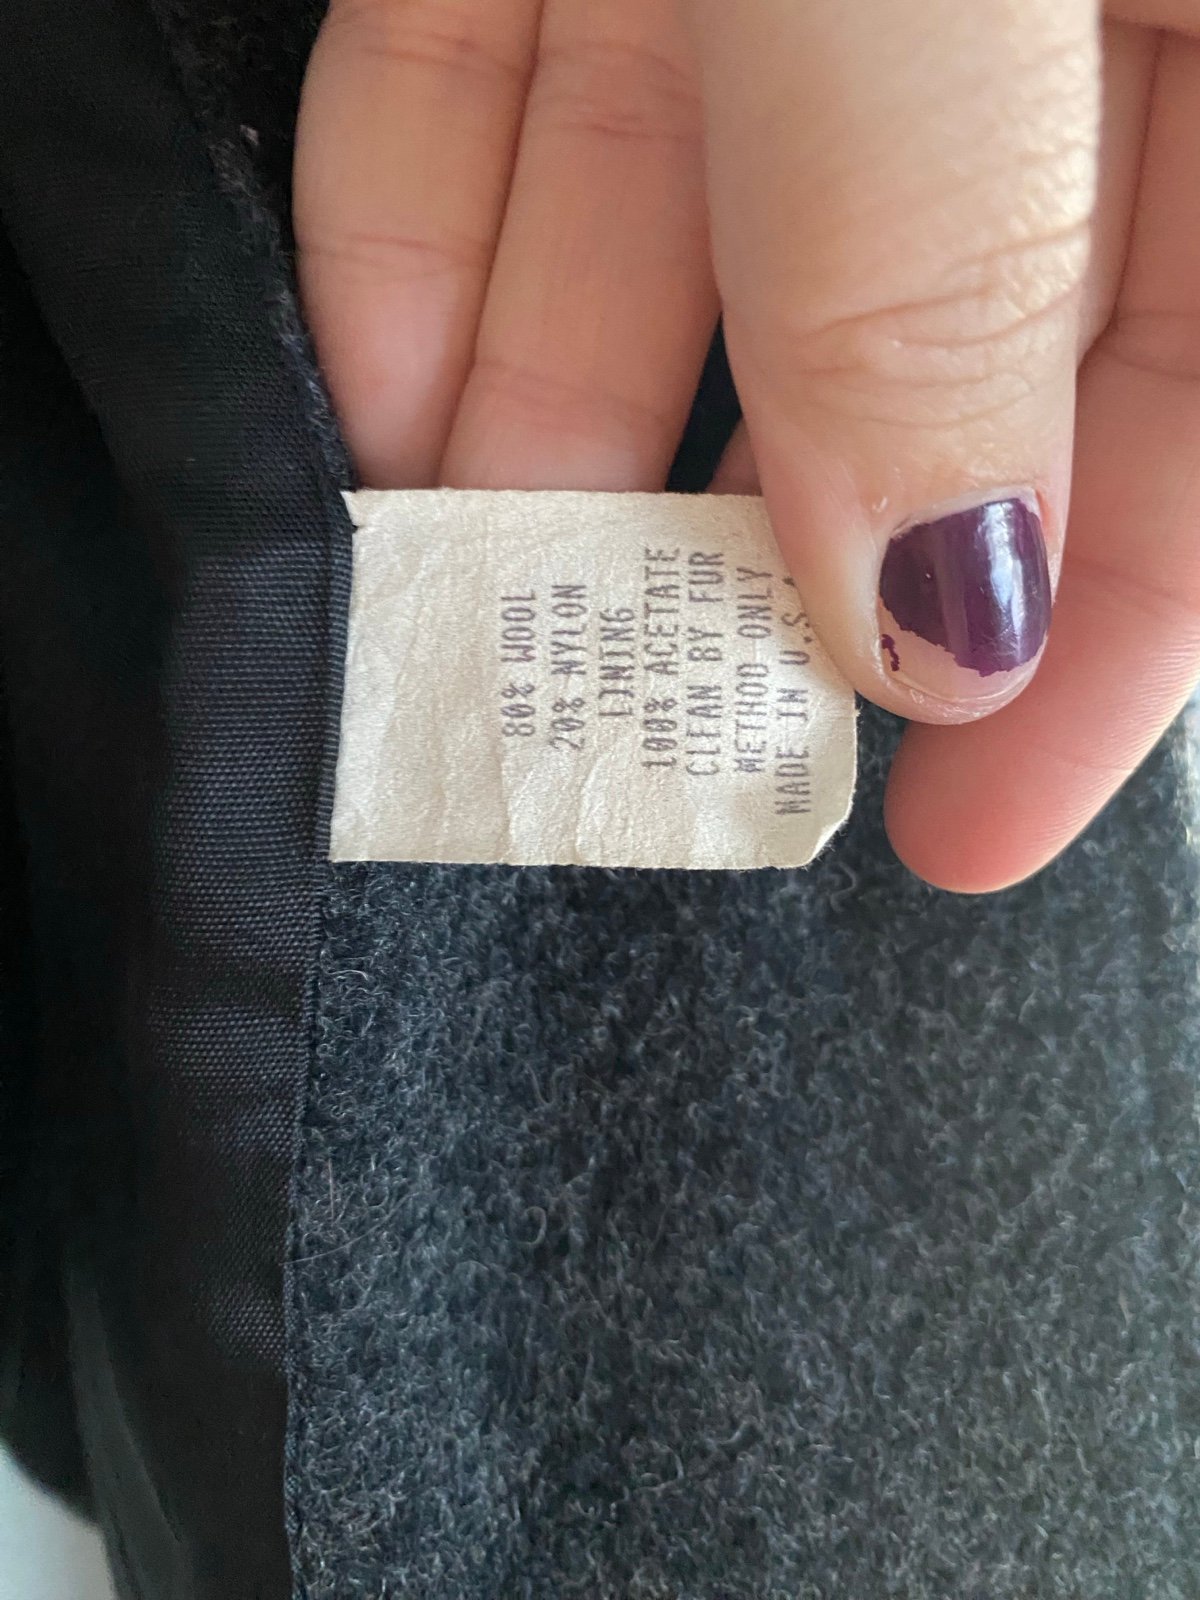 80% WOOL
20% NYLON
LINING
100% ACETATE
CLEAN BY FUR
METHOD ONLY
MADE IN U.S.A